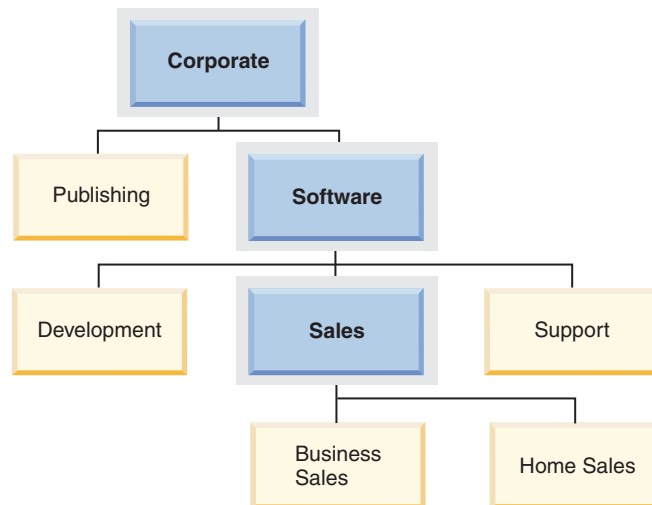 Corporate
Publishing
Software
Development
Sales
Support
Business
Sales
Home Sales